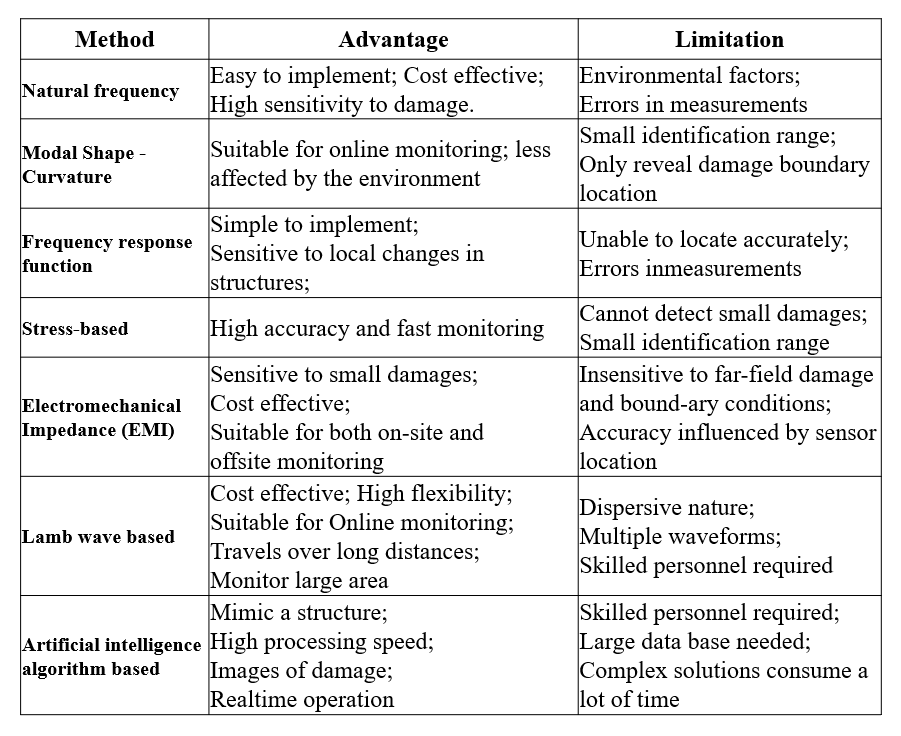 Method Advantage Limitation
Natural frequency
Easy to implement; Cost effective;
High sensitivity to damage.
Environmental factors;
Errors in measurements
Modal Shape -
Curvature
Suitable for online monitoring; less
affected by the environment
Small identification range;
Only reveal damage boundary
location
Frequency response
function
Simple to implement;
Sensitive to local changes in
structures;
Unable to locate accurately;
Errors inmeasurements
Stress-based
High accuracy and fast monitoring
Cannot detect small damages;
Small identification range
Electromechanical
Impedance (EMI)
Sensitive to small damages;
Cost effective;
Suitable for both on-site and
offsite monitoring
Insensitive to far-field damage
and bound-ary conditions;
Accuracy influenced by sensor
location
Lamb wave based
Cost effective; High flexibility;
Suitable for Online monitoring;
Travels over long distances;
Monitor large area
Dispersive nature;
Multiple waveforms;
Skilled personnel required
Artificial intelligence
algorithm based
Mimic a structure;
High processing speed;
Images of damage;
Realtime operation
Skilled personnel required;
Large data base needed;
Complex solutions consume a
lot of time